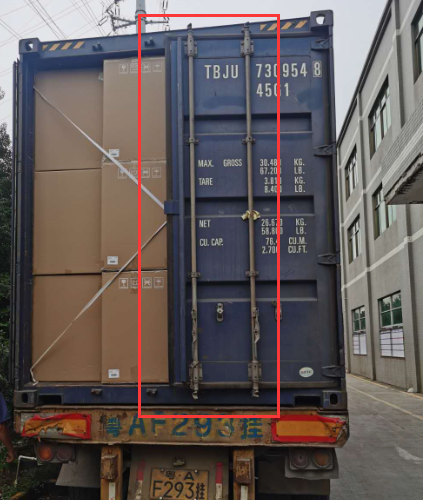 TBJU 730954 8
45G1
MAX. GROSS 30.480 KG.
67.200 LB.
TARE 3.810 KG.
8.400 LB.
NET 26.670 KG.
58.800 LB.
CU. CAP. 76.4 CU.M.
2.700 CU.FT.
粤AF293挂
粤A
F293挂